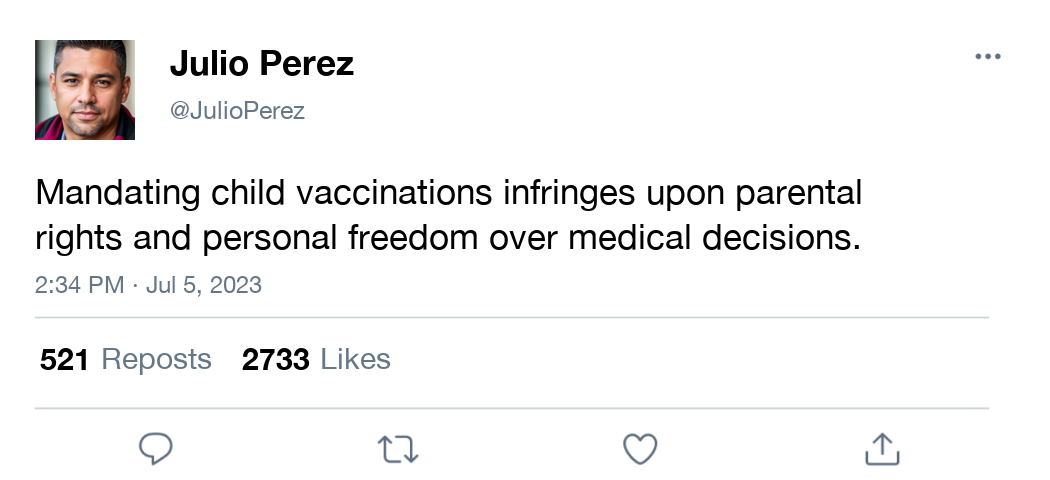 Julio Perez
@JulioPerez
Mandating child vaccinations infringes upon parental
rights and personal freedom over medical decisions.
2:34 PM · Jul 5, 2023
521 Reposts 2733 Likes